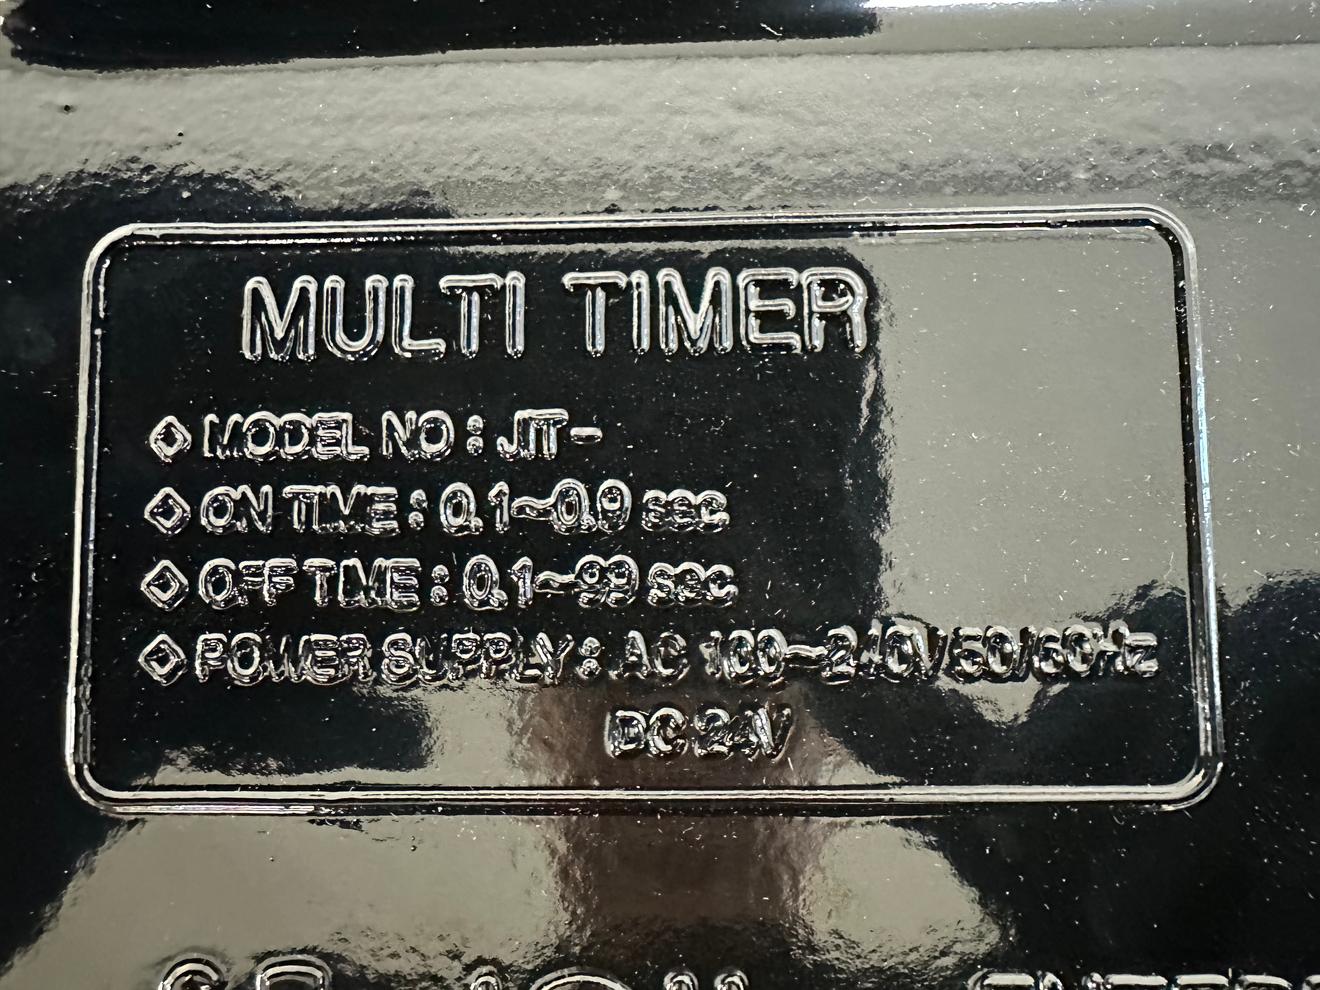 MULTI TIMER
◇ MODEL NO : JIT-
◇ ON TIME : 0.1~0.9 sec
◇ OFF TIME : 0.1~99 sec
◇ POWER SUPPLY : AC 100~240V 50/60Hz
DC 24V